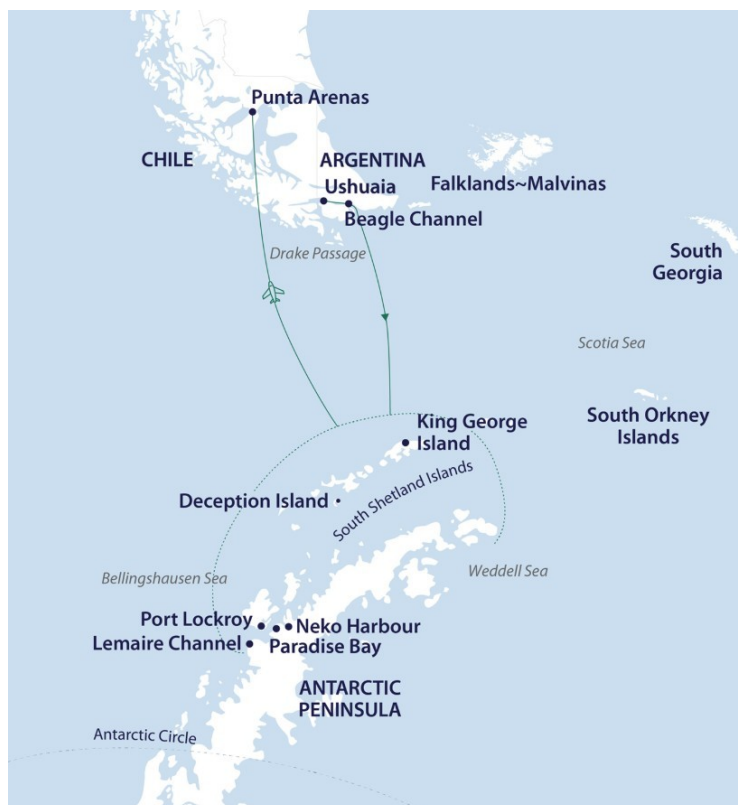 Punta Arenas
CHILE
ARGENTINA
Ushuaia
Falklands~Malvinas
Beagle Channel
Drake Passage
South
Georgia
Scotia Sea
King George
Island
South Orkney
Islands
South Shetland Islands
Deception Island
Bellingshausen Sea
Weddell Sea
Port Lockroy
Neko Harbour
Lemaire Channel
Paradise Bay
ANTARCTIC
PENINSULA
Antarctic Circle